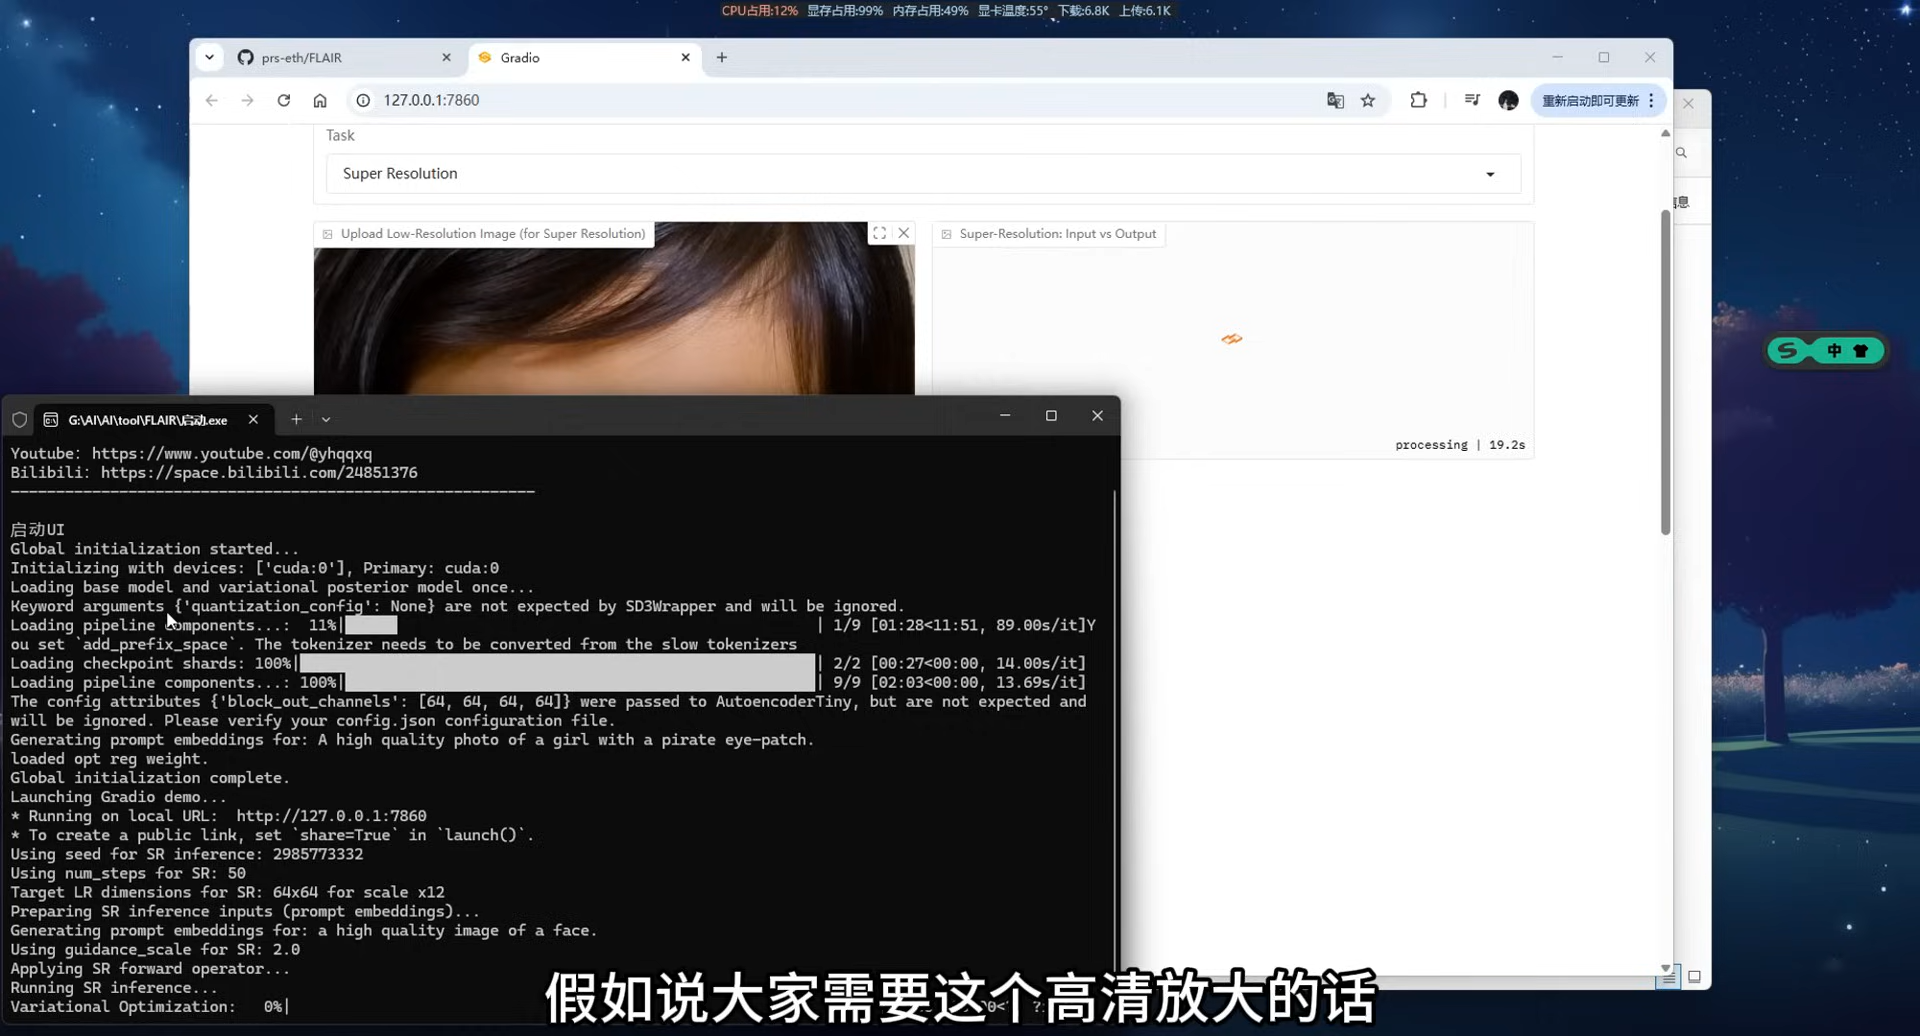 CPU占用:12% 显存占用:99% 内存占用:49% 显卡温度:55° 下载:6.8K 上传:6.1K
prs-eth/FLAIR
Gradio
127.0.0.1:7860
重新启动即可更新
Task
Super Resolution
Upload Low-Resolution Image (for Super Resolution)
Super-Resolution: Input vs Output
processing | 19.2s
G:\AI\AI\tool\FLAIR\启动.exe
Youtube: https://www.youtube.com/@yhqqxq
Bilibili: https://space.bilibili.com/24851376
------------------------------------------------------------
启动UI
Global initialization started...
Initializing with devices: ['cuda:0'], Primary: cuda:0
Loading base model and variational posterior model once...
Keyword arguments {'quantization_config': None} are not expected by SD3Wrapper and will be ignored.
Loading pipeline components...: 11%| | 1/9 [01:28<11:51, 89.00s/it]Y
ou set `add_prefix_space`. The tokenizer needs to be converted from the slow tokenizers
Loading checkpoint shards: 100%| | 2/2 [00:27<00:00, 14.00s/it]
Loading pipeline components...: 100%| | 9/9 [02:03<00:00, 13.69s/it]
The config attributes {'block_out_channels': [64, 64, 64, 64]} were passed to AutoencoderTiny, but are not expected and
will be ignored. Please verify your config.json configuration file.
Generating prompt embeddings for: A high quality photo of a girl with a pirate eye-patch.
loaded opt reg weight.
Global initialization complete.
Launching Gradio demo...
* Running on local URL:  http://127.0.0.1:7860
* To create a public link, set `share=True` in `launch()`.
Using seed for SR inference: 2985773332
Using num_steps for SR: 50
Target LR dimensions for SR: 64x64 for scale x12
Preparing SR inference inputs (prompt embeddings)...
Generating prompt embeddings for: a high quality image of a face.
Using guidance_scale for SR: 2.0
Applying SR forward operator...
Running SR inference...
Variational Optimization:   0%|
假如说大家需要这个高清放大的话
中
息